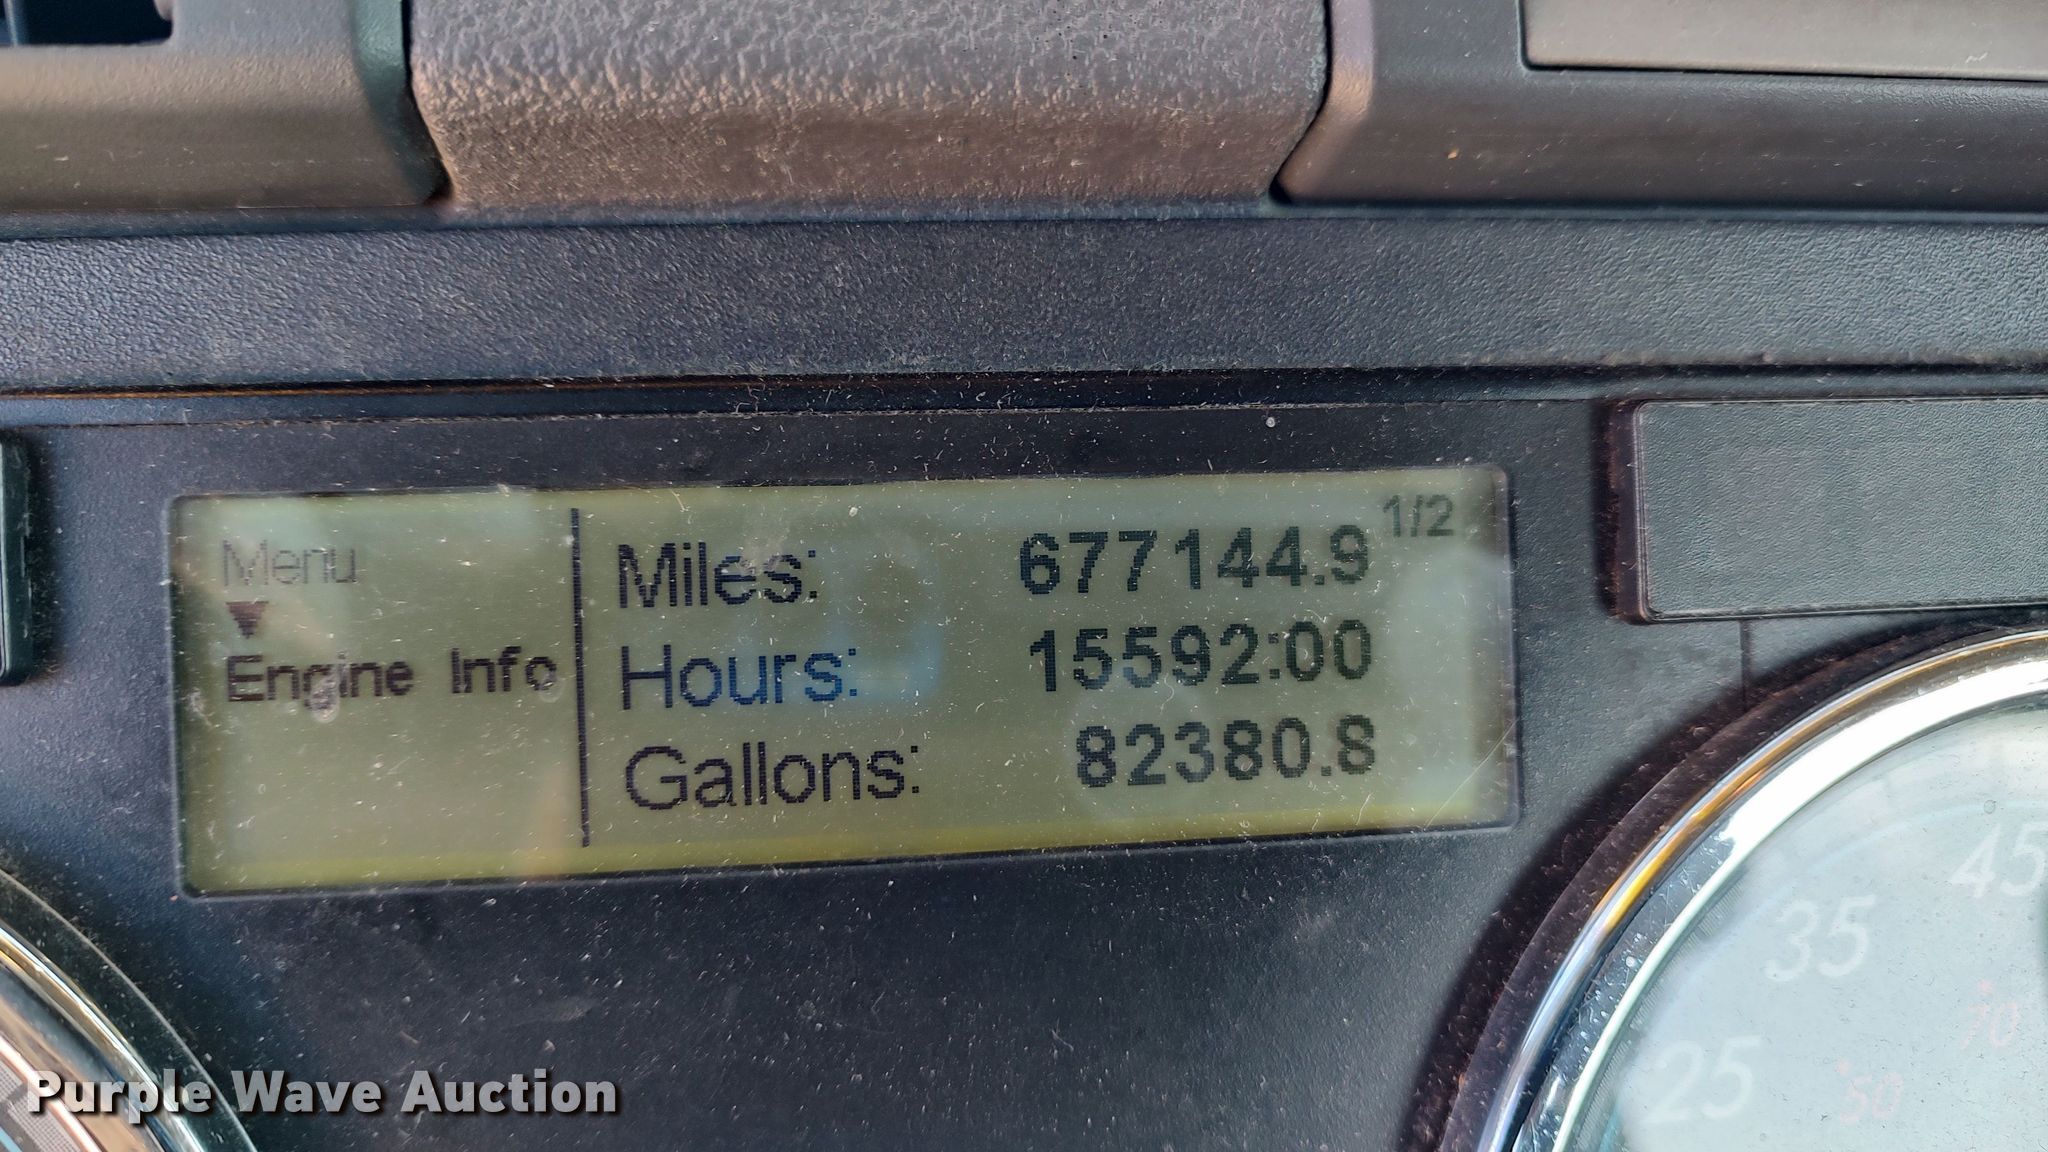 Menu
Engine Info
1/2
Miles: 677144.9
Hours: 15592:00
Gallons: 82380.8
45
35
25
70
50
Purple Wave Auction